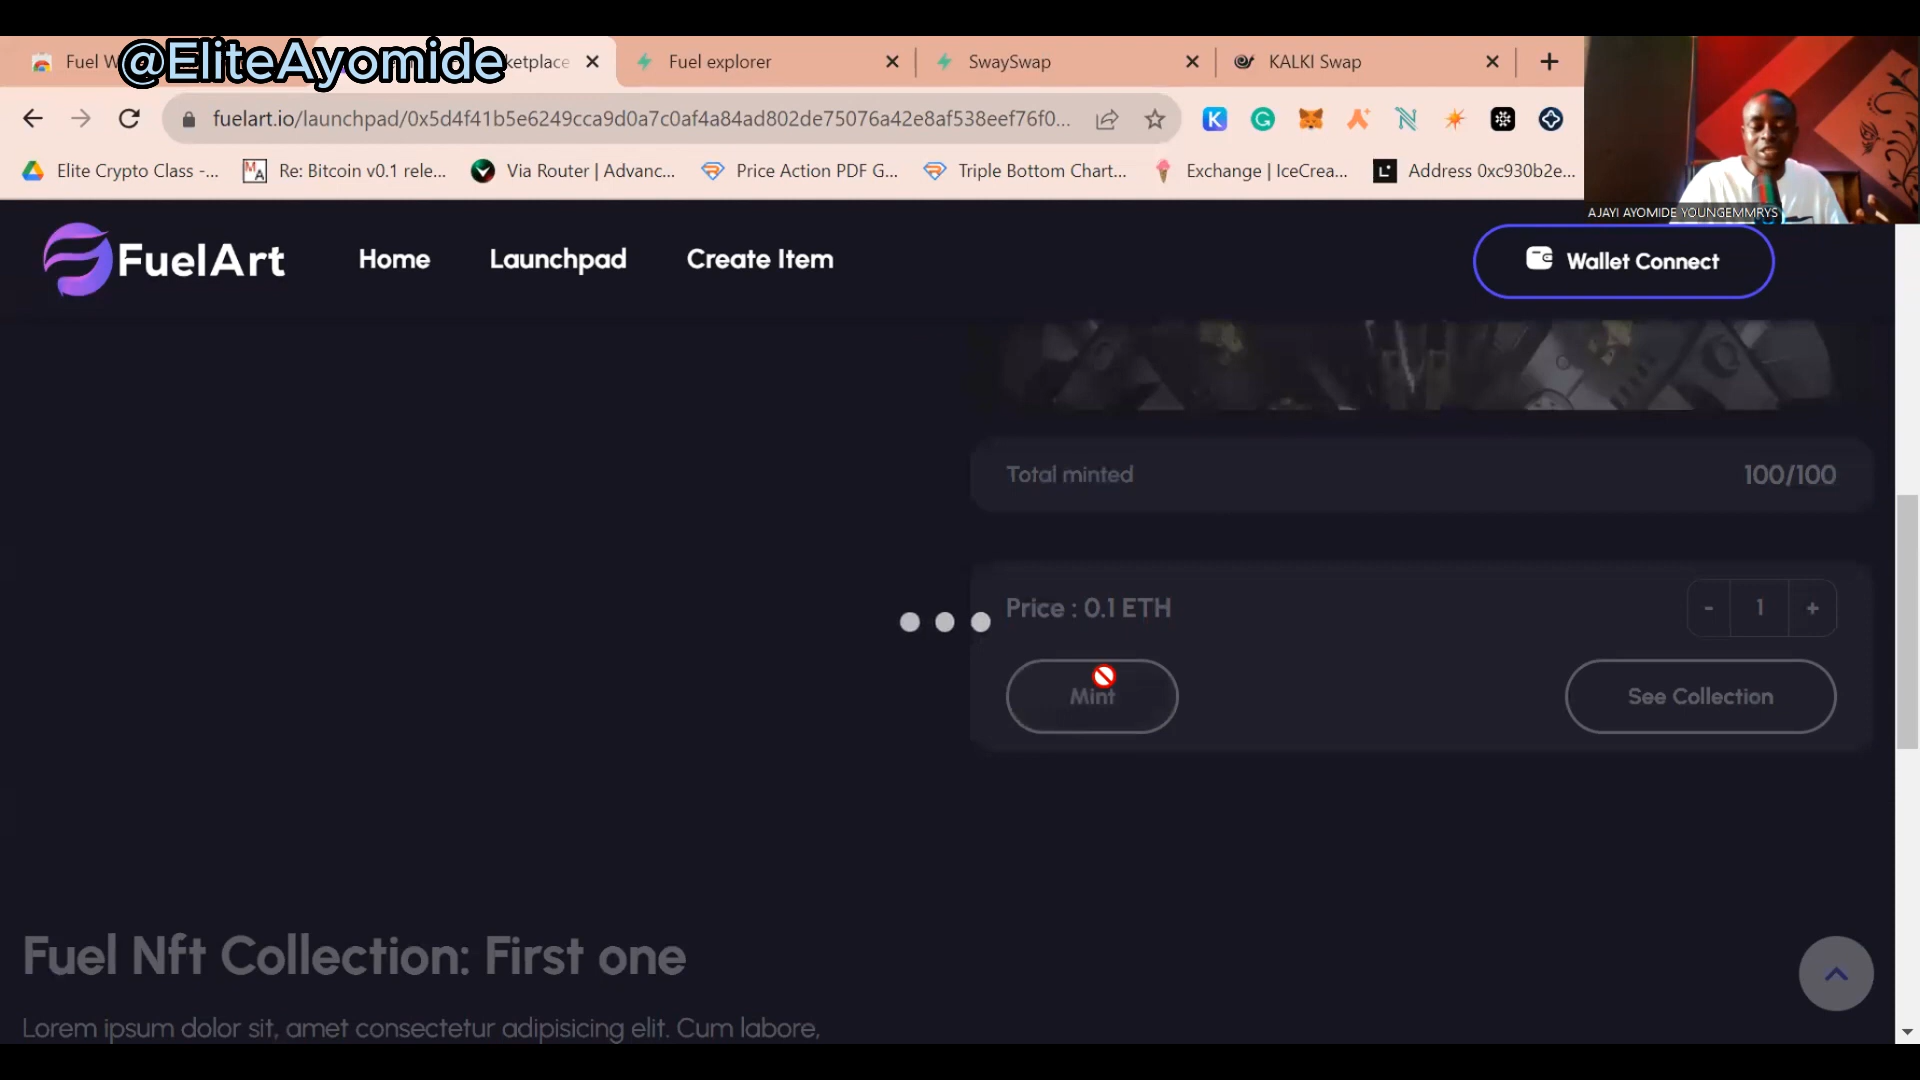 Fuel W
@EliteAyomide
ketplace
Fuel explorer
SwaySwap
KALKI Swap
fuelart.io/launchpad/0x5d4f41b5e6249cca9d0a7c0af4a84ad802de75076a42e8af538eef76f0...
Elite Crypto Class -...
Re: Bitcoin v0.1 rele...
Via Router | Advanc...
Price Action PDF G...
Triple Bottom Chart...
Exchange | IceCrea...
Address 0xc930b2e...
AJAYI AYOMIDE YOUNGEMMRYS
FuelArt
Home
Launchpad
Create Item
Wallet Connect
Total minted
100/100
Price : 0.1 ETH
- 1 +
Mint
See Collection
Fuel Nft Collection: First one
Lorem ipsum dolor sit, amet consectetur adipisicing elit. Cum labore,